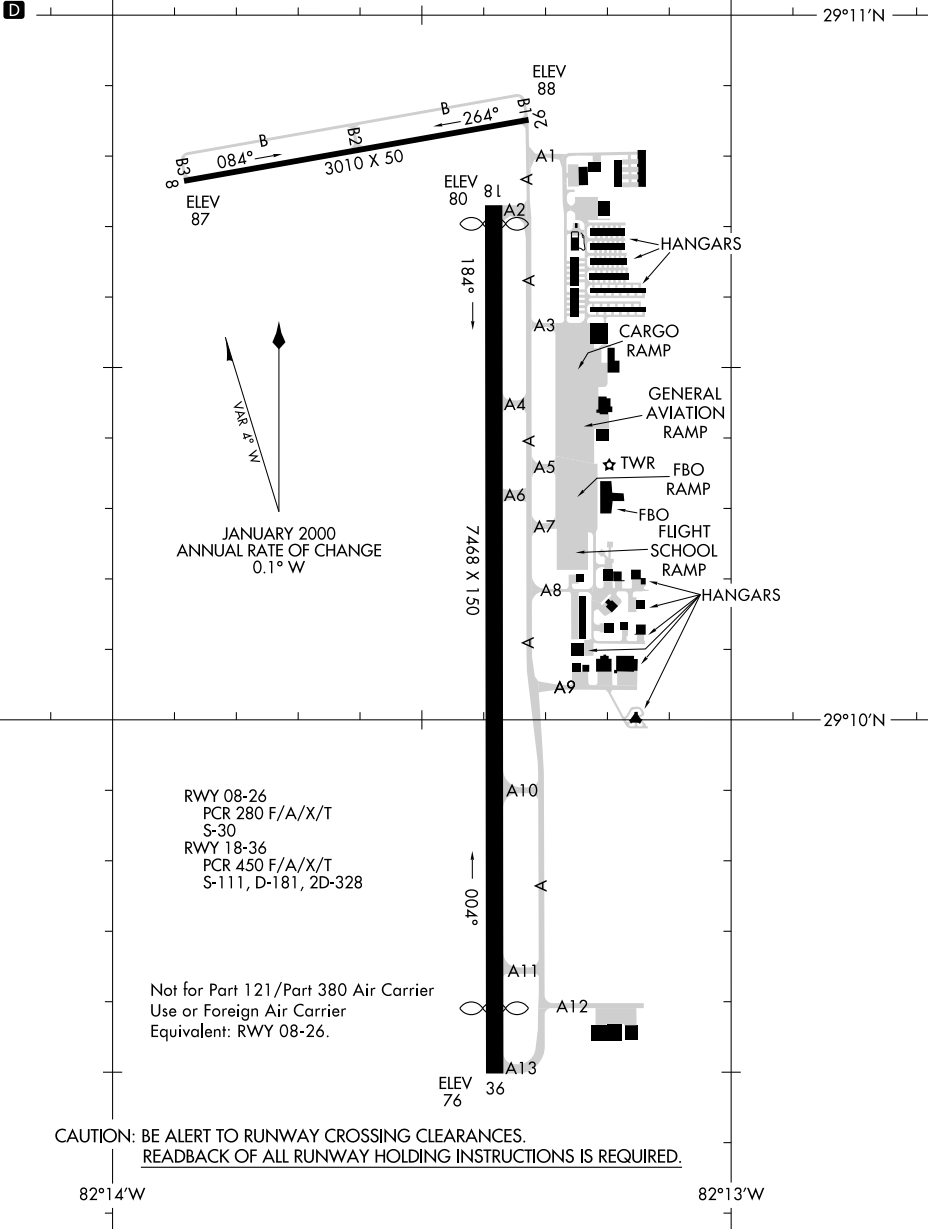 D
29°11'N
ELEV
88
B
B1
264°
26
B
B2
084°
3010 X 50
B3
8
ELEV
87
A1
A
ELEV
80
18
A2
HANGARS
184°
A
A3
CARGO
RAMP
GENERAL
AVIATION
RAMP
A4
A
A5
TWR
FBO
RAMP
VAR 4° W
A6
FBO
A7
FLIGHT
SCHOOL
RAMP
JANUARY 2000
ANNUAL RATE OF CHANGE
0.1° W
7468 X 150
A8
HANGARS
A
A9
29°10'N
A10
RWY 08-26
PCR 280 F/A/X/T
S-30
RWY 18-36
PCR 450 F/A/X/T
S-111, D-181, 2D-328
A
004°
A11
Not for Part 121/Part 380 Air Carrier
Use or Foreign Air Carrier
Equivalent: RWY 08-26.
A12
A13
ELEV
76
36
CAUTION: BE ALERT TO RUNWAY CROSSING CLEARANCES.
READBACK OF ALL RUNWAY HOLDING INSTRUCTIONS IS REQUIRED.
82°14'W
82°13'W